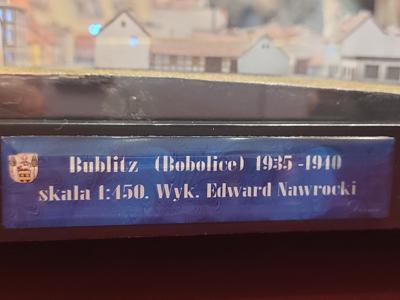 Bublitz (Bobolice) 1935 -1940
skala 1:450. Wyk. Edward Nawrocki